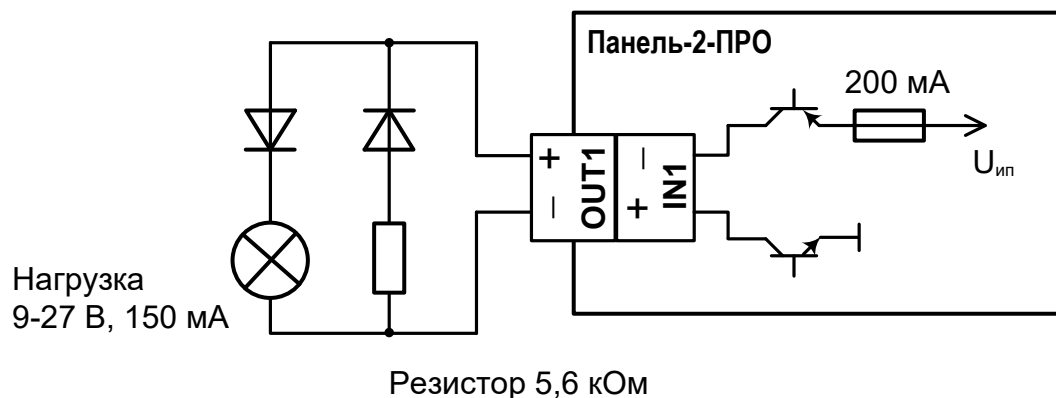 Панель-2-ПРО
200 мА
Uип
+ − OUT1
− + IN1
Нагрузка
9-27 В, 150 мА
Резистор 5,6 кОм